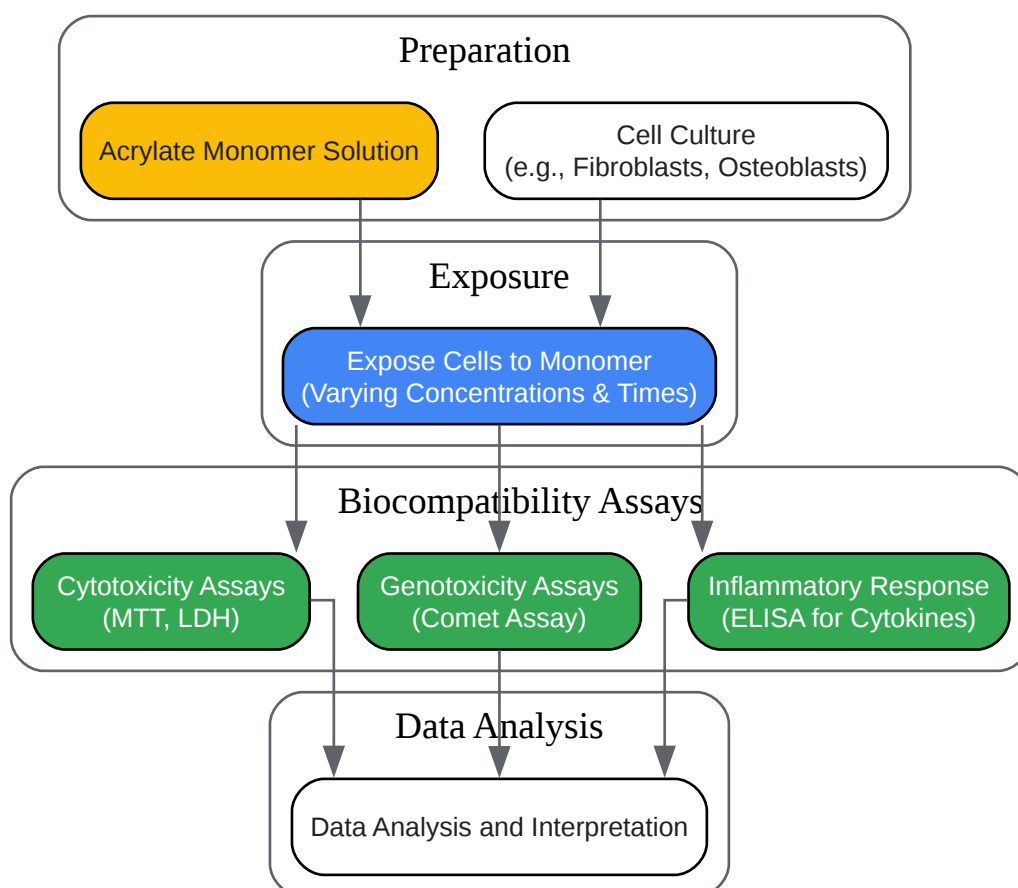 Preparation
Acrylate Monomer Solution
Cell Culture
(e.g., Fibroblasts, Osteoblasts)
Exposure
Expose Cells to Monomer
(Varying Concentrations & Times)
Biocompatibility Assays
Cytotoxicity Assays
(MTT, LDH)
Genotoxicity Assays
(Comet Assay)
Inflammatory Response
(ELISA for Cytokines)
Data Analysis
Data Analysis and Interpretation